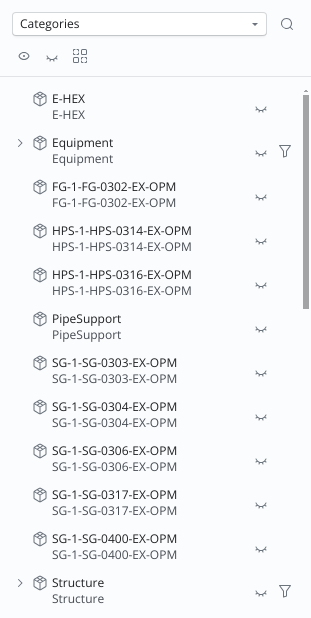 Categories
E-HEX
E-HEX
Equipment
Equipment
FG-1-FG-0302-EX-OPM
FG-1-FG-0302-EX-OPM
HPS-1-HPS-0314-EX-OPM
HPS-1-HPS-0314-EX-OPM
HPS-1-HPS-0316-EX-OPM
HPS-1-HPS-0316-EX-OPM
PipeSupport
PipeSupport
SG-1-SG-0303-EX-OPM
SG-1-SG-0303-EX-OPM
SG-1-SG-0304-EX-OPM
SG-1-SG-0304-EX-OPM
SG-1-SG-0306-EX-OPM
SG-1-SG-0306-EX-OPM
SG-1-SG-0317-EX-OPM
SG-1-SG-0317-EX-OPM
SG-1-SG-0400-EX-OPM
SG-1-SG-0400-EX-OPM
Structure
Structure